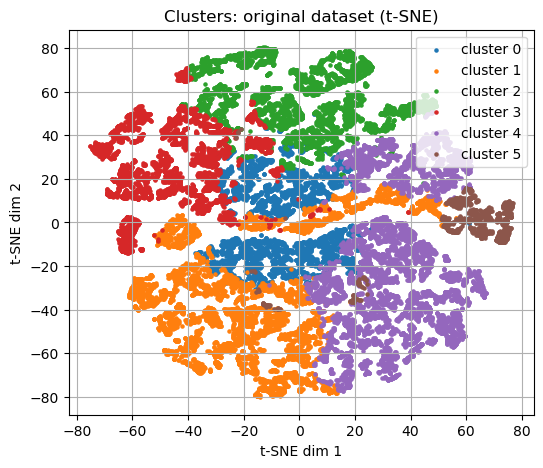 Clusters: original dataset (t-SNE)
cluster 0
cluster 1
cluster 2
cluster 3
cluster 4
cluster 5
t-SNE dim 2
80
60
40
20
0
−20
−40
−60
−80
−80 −60 −40 −20 0 20 40 60 80
t-SNE dim 1